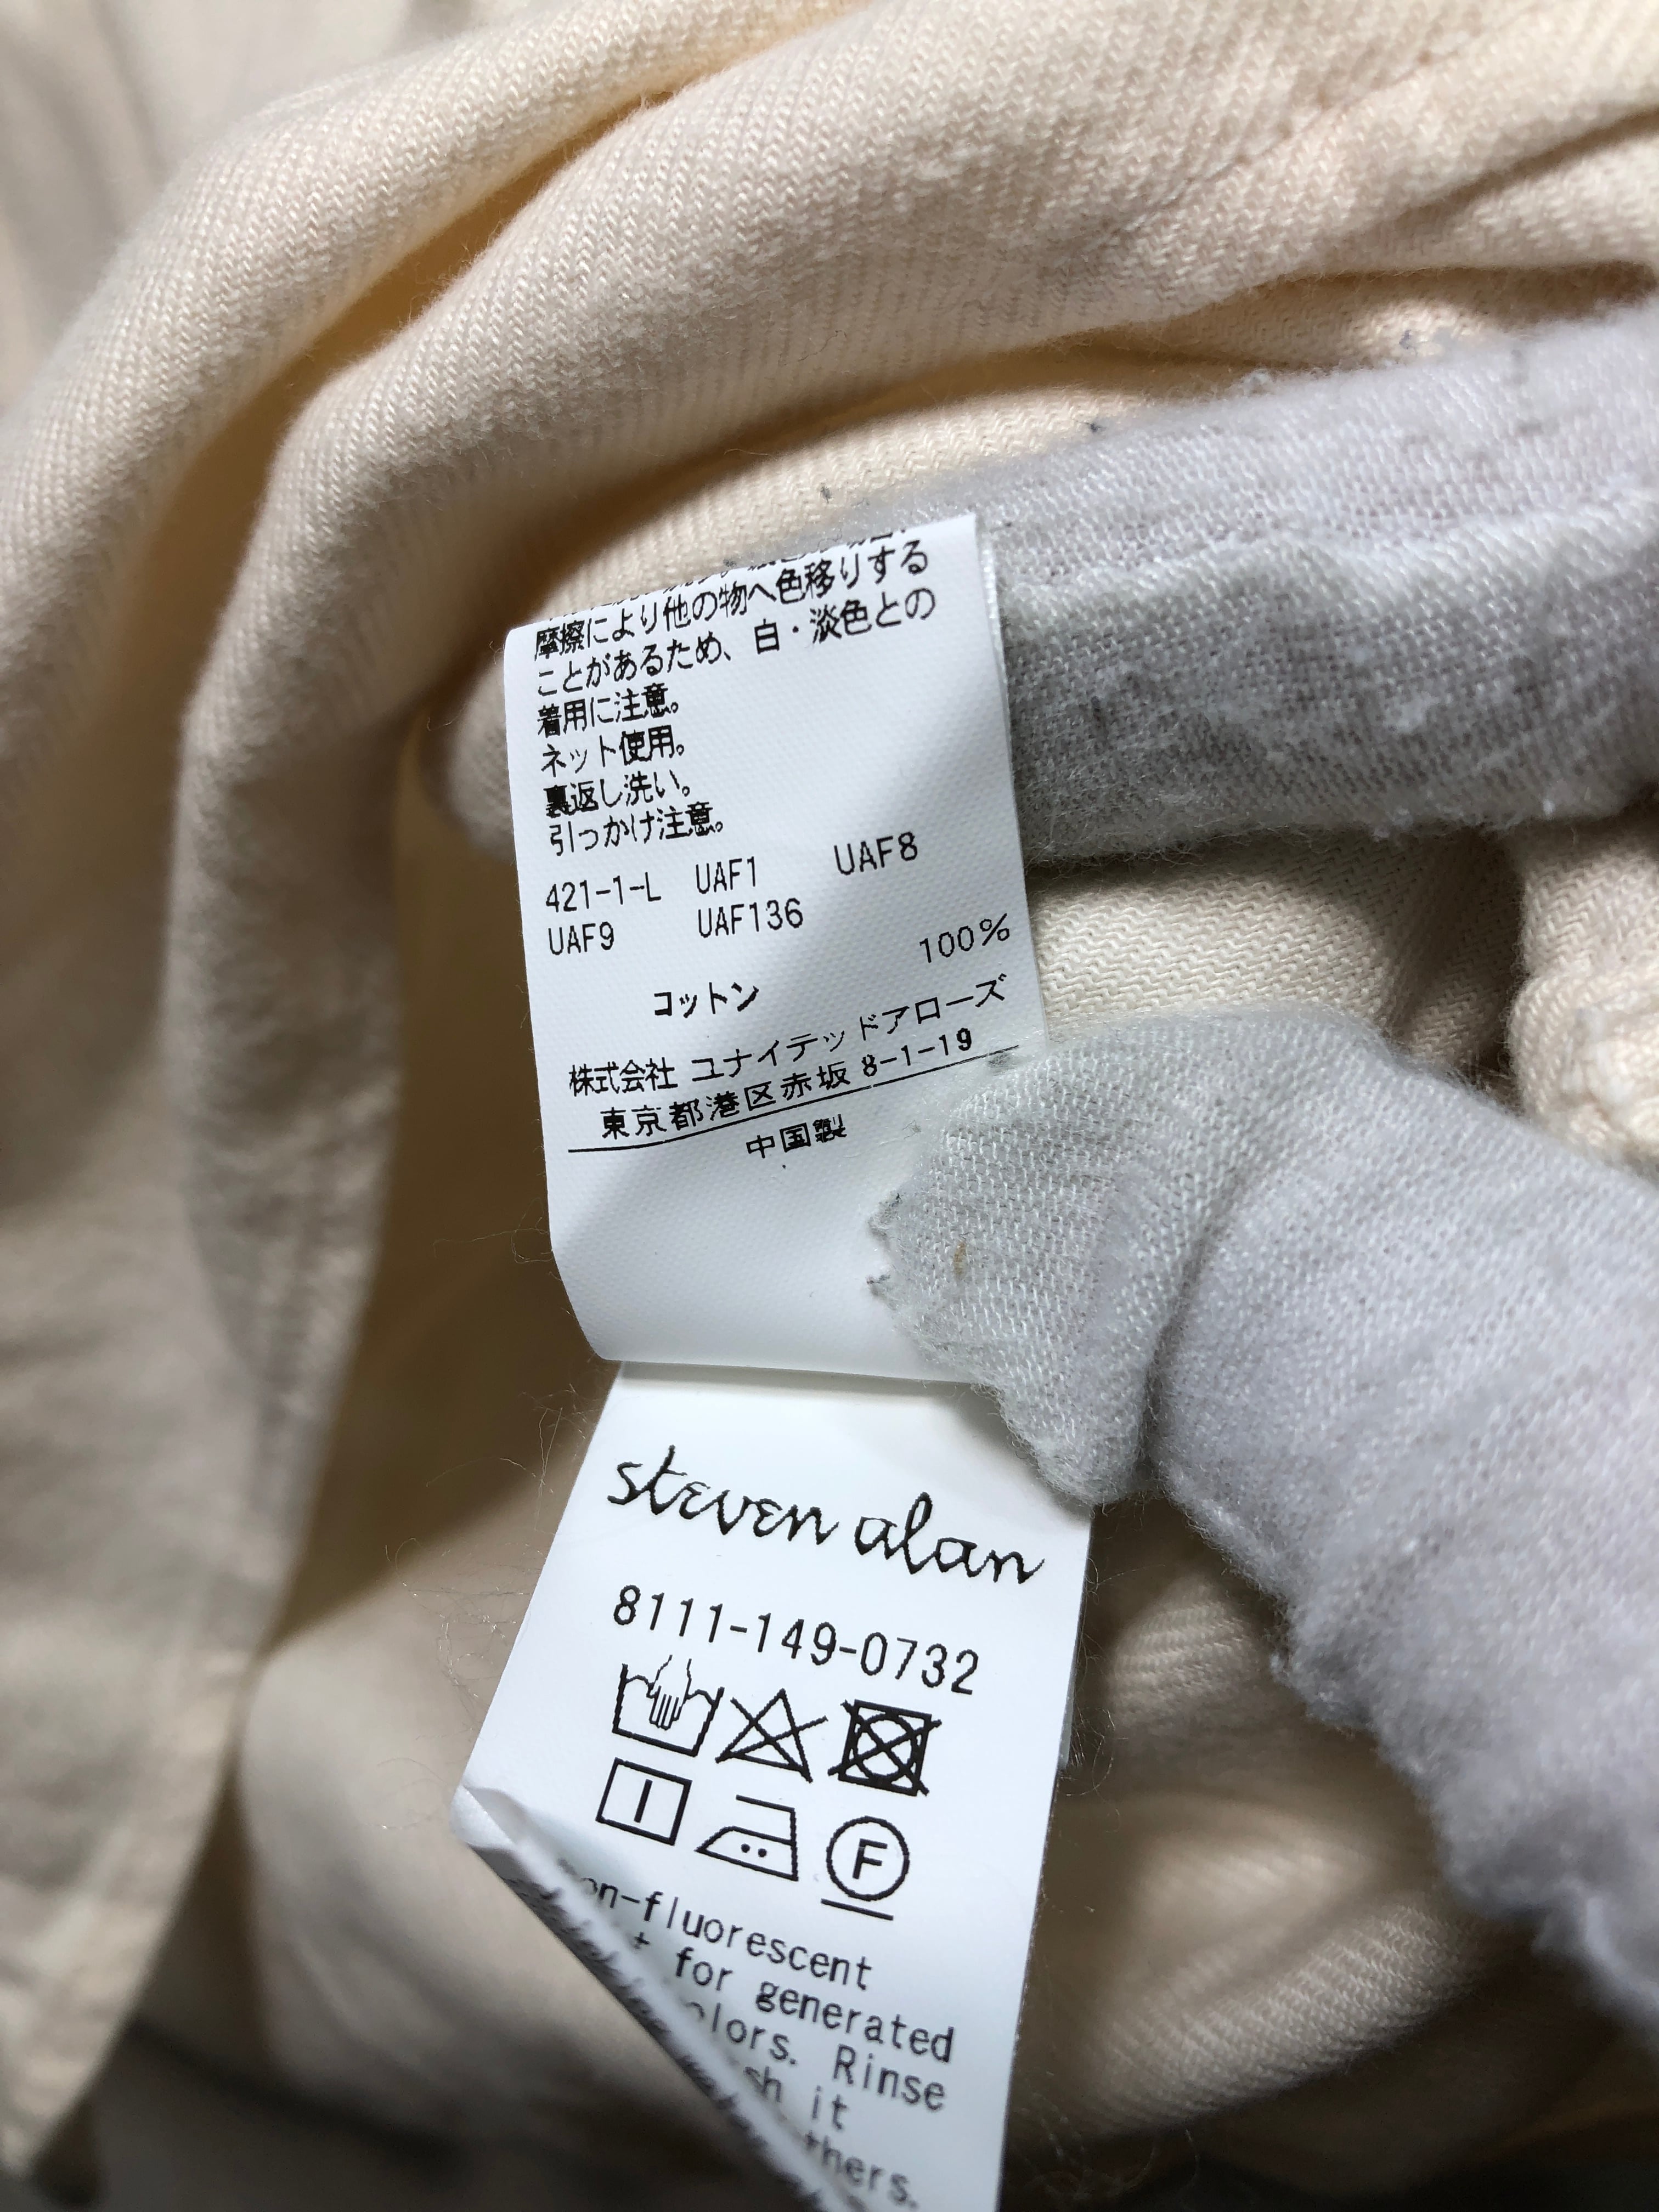 摩擦により他の物へ色移りする
ことがあるため、白・淡色との
着用に注意。
ネット使用。
裏返し洗い。
引っかけ注意。
421-1-L UAF1 UAF8
UAF9 UAF136
100%
コットン
株式会社 ユナイテッドアローズ
東京都港区赤坂 8-1-19
中国製
steven alan
8111-149-0732
F
fluorescent
for generated
Rinse
it